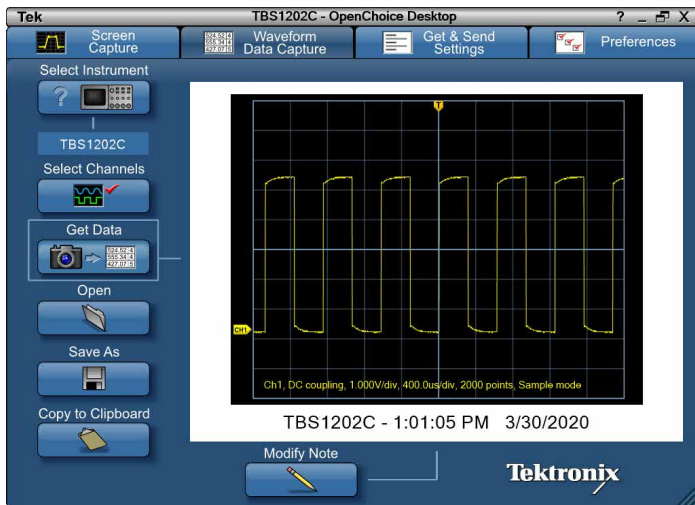 Tek
TBS1202C - OpenChoice Desktop
? _ X
Screen
Capture
Waveform
Data Capture
Get & Send
Settings
Preferences
Select Instrument
?
TBS1202C
Select Channels
Get Data
Open
Save As
Copy to Clipboard
T
CH1
Ch1, DC coupling, 1.000V/div, 400.0us/div, 2000 points, Sample mode
TBS1202C - 1:01:05 PM 3/30/2020
Modify Note
Tektronix